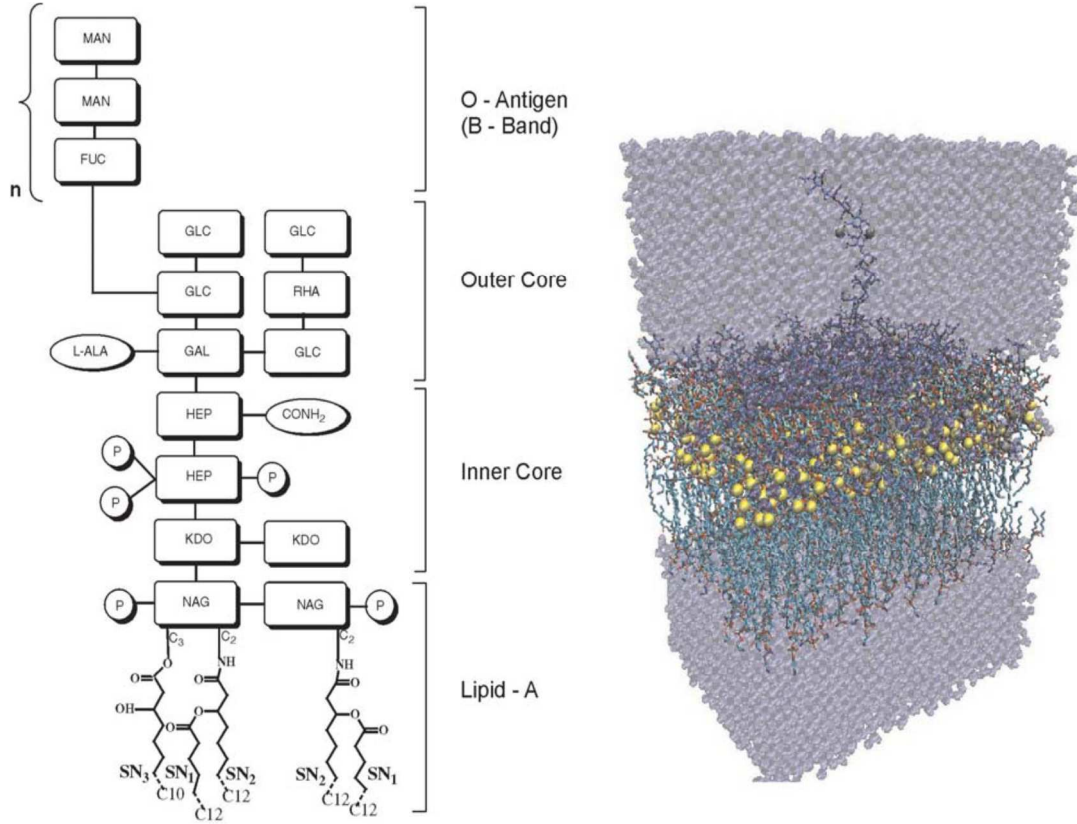 MAN
MAN
FUC
n
O - Antigen
(B - Band)
GLC
GLC
GLC
RHA
Outer Core
L-ALA
GAL
GLC
HEP
CONH₂
P
P
HEP
P
Inner Core
KDO
KDO
P
NAG
NAG
P
C₃
C₂
C₂
O
NH
NH
O
O
O
Lipid - A
HO
O
O
O
O
SN₃
SN₁
SN₂
SN₂
SN₁
C10
C12
C12
C12
C12